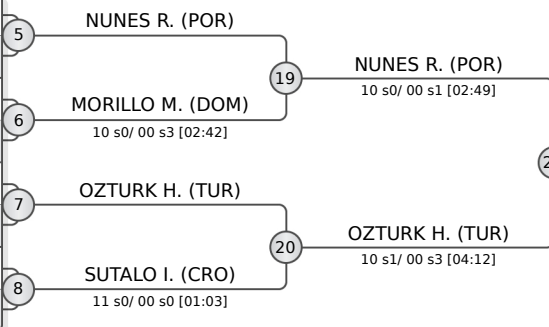 5
NUNES R. (POR)
19
NUNES R. (POR)
10 s0/ 00 s1 [02:49]
6
MORILLO M. (DOM)
10 s0/ 00 s3 [02:42]
7
OZTURK H. (TUR)
20
OZTURK H. (TUR)
10 s1/ 00 s3 [04:12]
8
SUTALO I. (CRO)
11 s0/ 00 s0 [01:03]